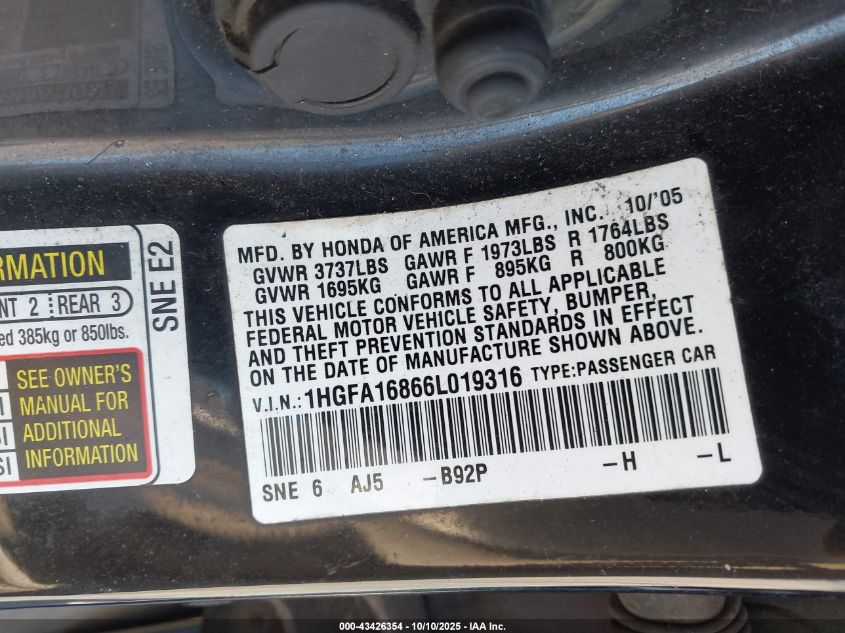 RMATION
NT 2 REAR 3
ed 385kg or 850lbs.
SEE OWNER'S
MANUAL FOR
ADDITIONAL
INFORMATION
SNE E2
MFD. BY HONDA OF AMERICA MFG., INC. 10/'05
GVWR 3737LBS GAWR F 1973LBS R 1764LBS
GVWR 1695KG GAWR F 895KG R 800KG
THIS VEHICLE CONFORMS TO ALL APPLICABLE
FEDERAL MOTOR VEHICLE SAFETY, BUMPER,
AND THEFT PREVENTION STANDARDS IN EFFECT
ON THE DATE OF MANUFACTURE SHOWN ABOVE.
V.I.N.: 1HGFA16866L019316 TYPE:PASSENGER CAR
SNE 6 AJ5 -B92P -H -L
000-43426354 - 10/10/2025 - IAA Inc.